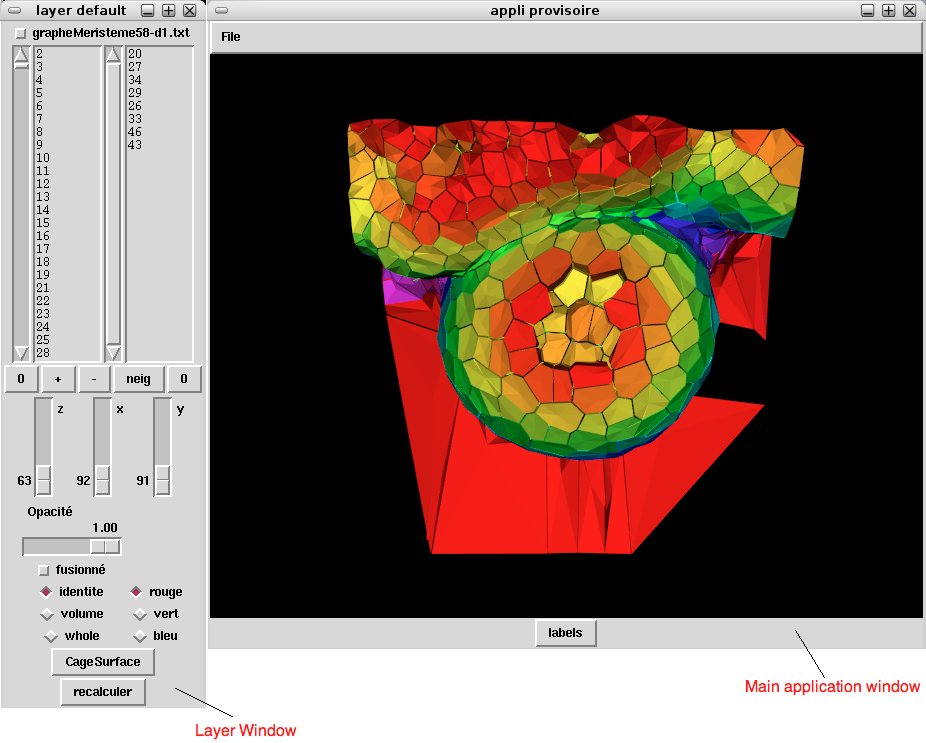 layer default
grapheMeristeme58-d1.txt
2
3
4
5
6
7
8
9
10
11
12
13
14
15
16
17
18
19
21
22
23
24
25
28
20
27
34
29
26
33
46
43
0 + - neig 0
z x y
63 92 91
Opacité
1.00
fusionné
identite rouge
volume vert
whole bleu
CageSurface
recalculer
Layer Window
appli provisoire
File
labels
Main application window